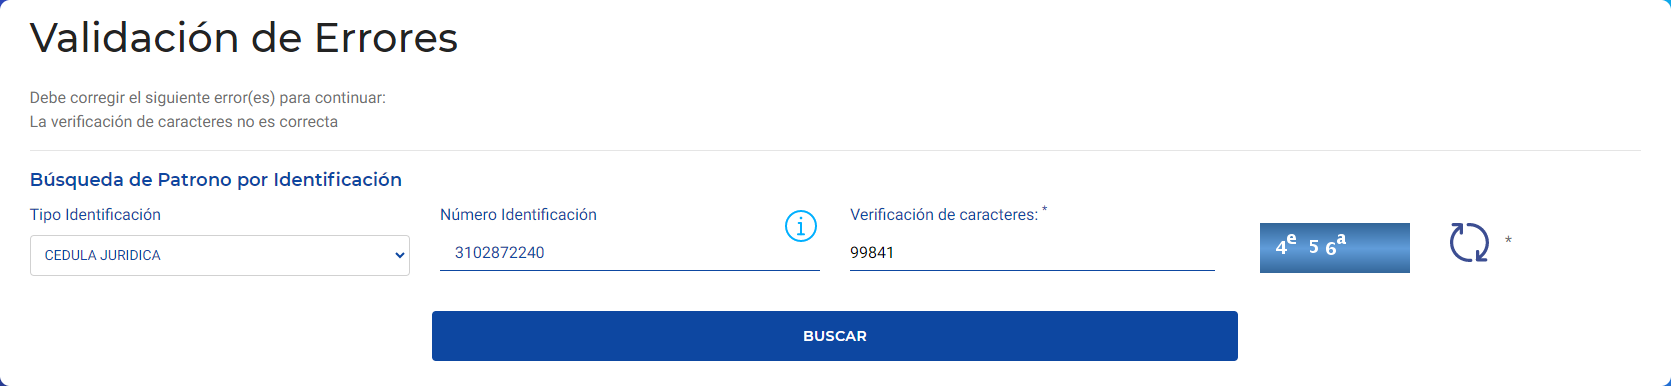 Validación de Errores
Debe corregir el siguiente error(es) para continuar:
La verificación de caracteres no es correcta
Búsqueda de Patrono por Identificación
Tipo Identificación
CEDULA JURIDICA
Número Identificación
3102872240
Verificación de caracteres: *
99841
4e 5 6a
*
BUSCAR